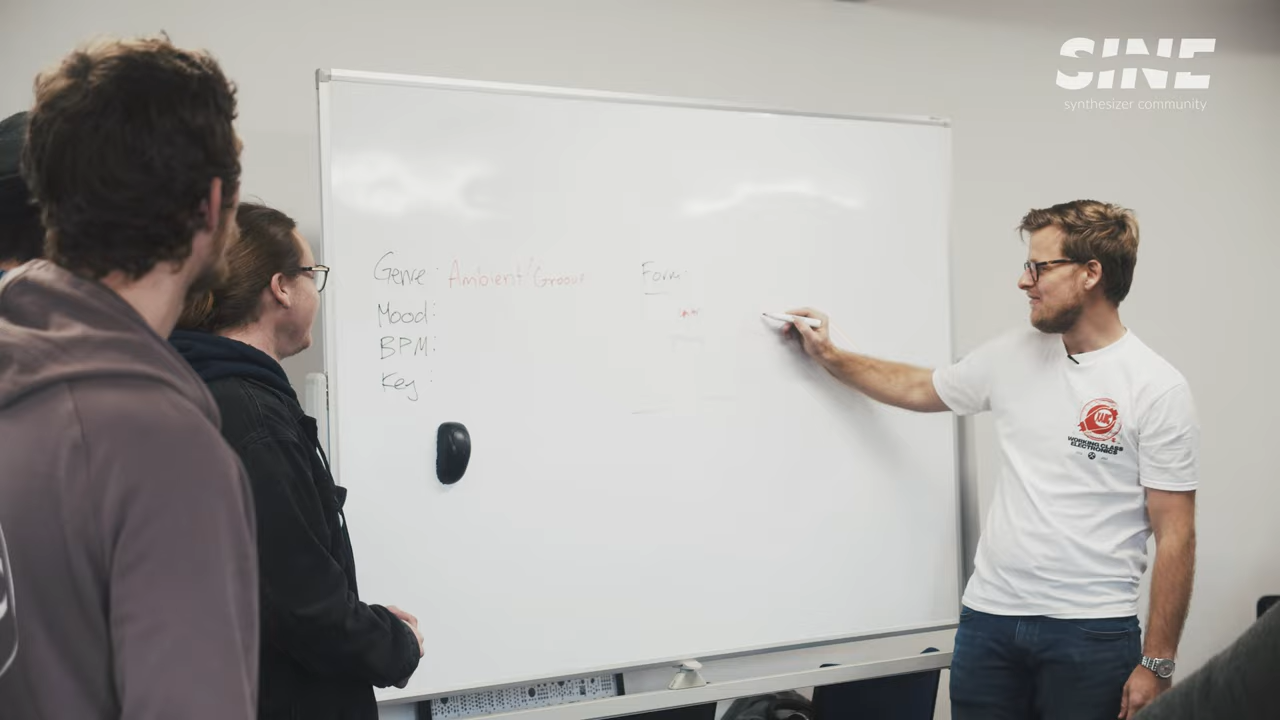 SINE
synthesizer community
Genre: Ambient Groove
Mood:
BPM:
Key:
Form:
WORKING CLASS
ELECTRONICS